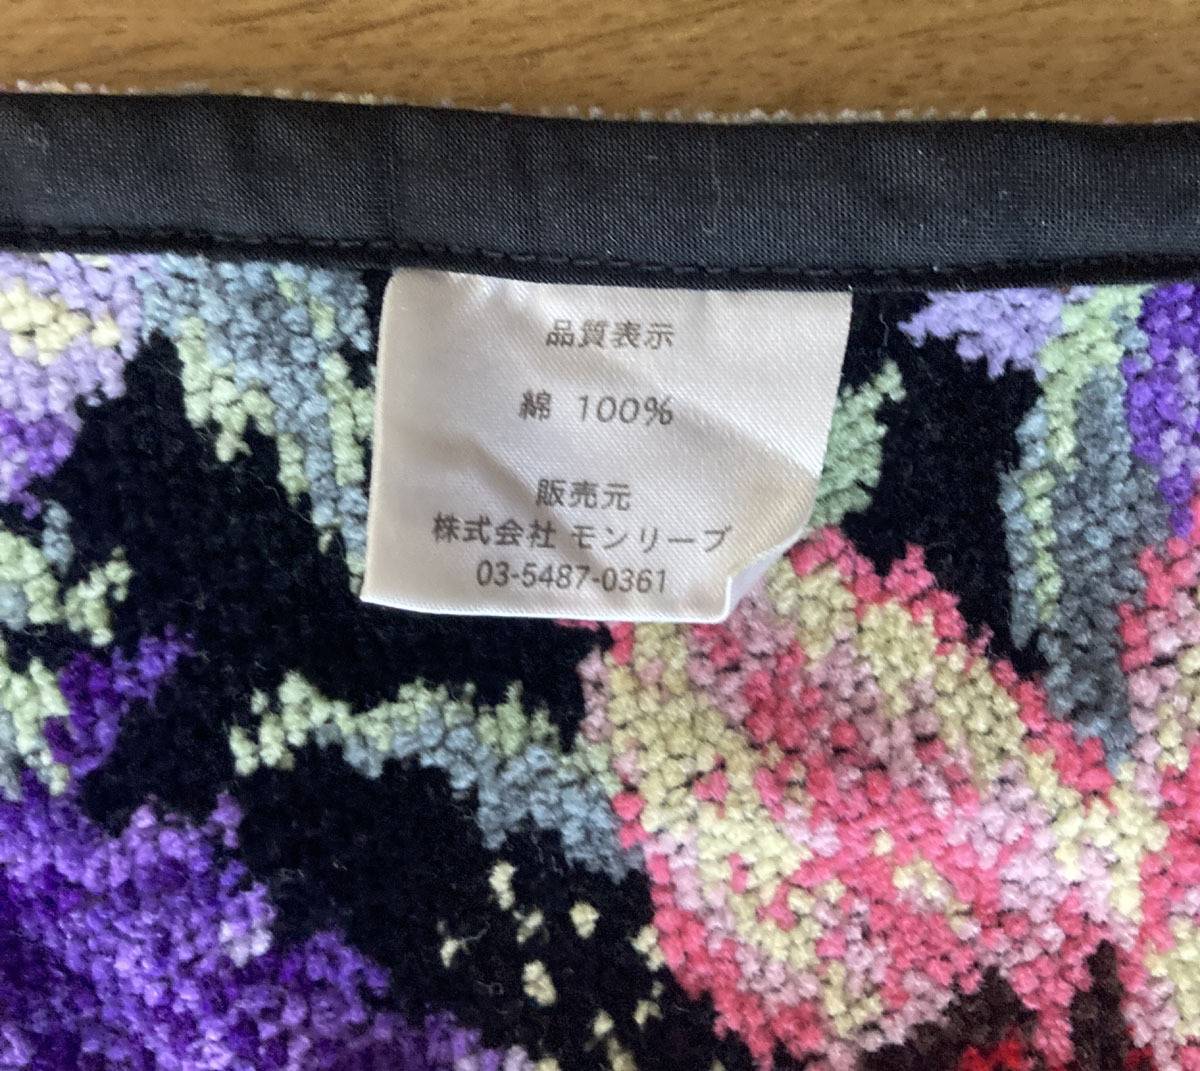 品質表示
綿 100%
販売元
株式会社 モンリーブ
03-5487-0361